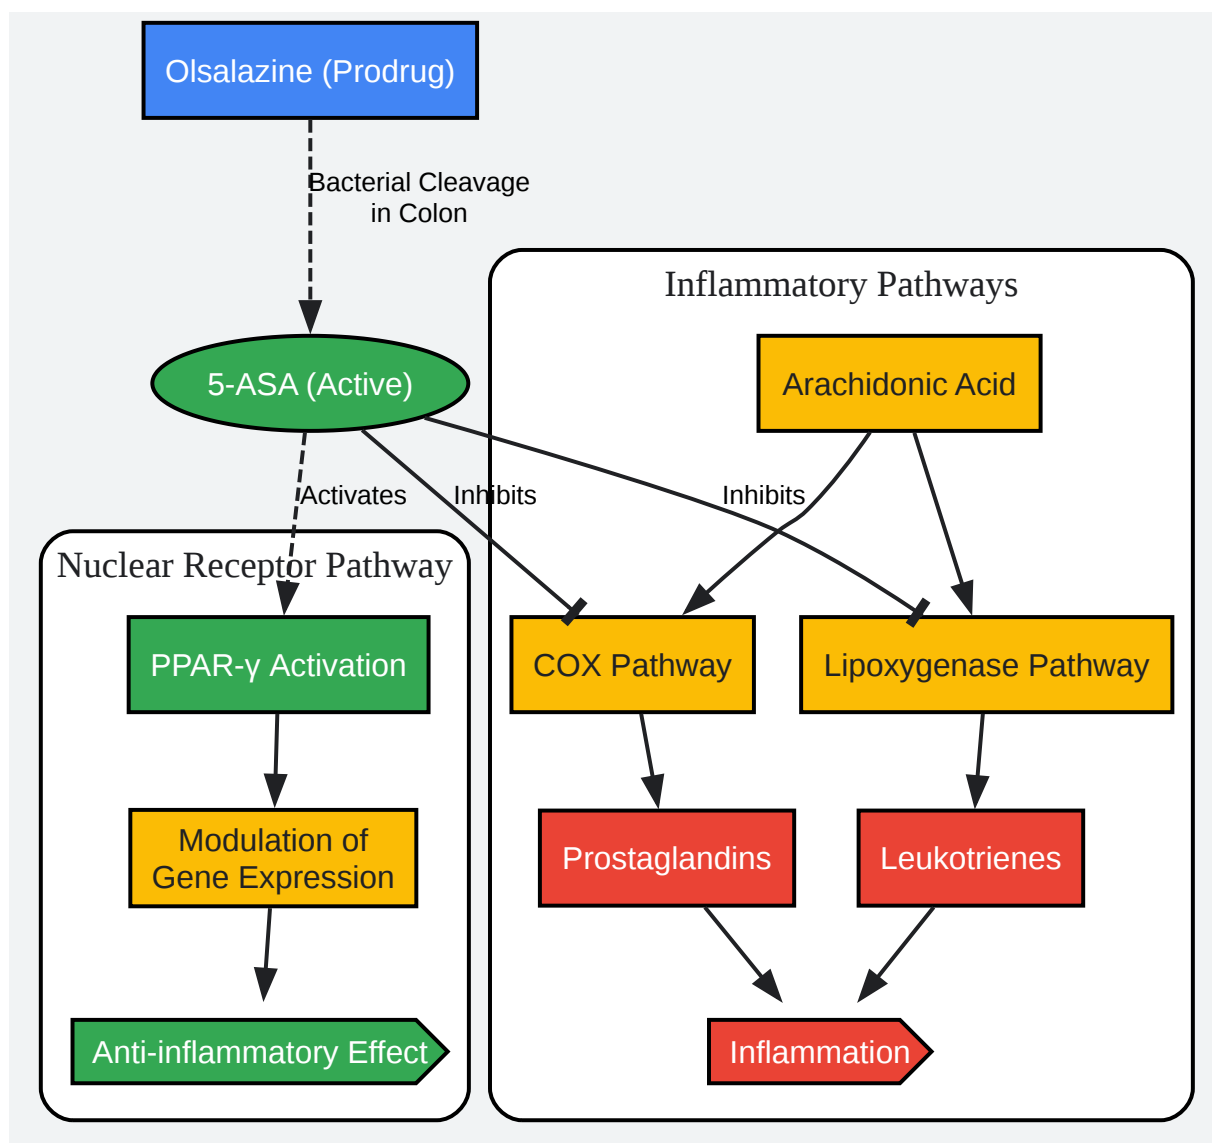 Olsalazine (Prodrug)
Bacterial Cleavage
in Colon
Inflammatory Pathways
5-ASA (Active)
Arachidonic Acid
Activates
Inhibits
Inhibits
Nuclear Receptor Pathway
PPAR-γ Activation
COX Pathway
Lipoxygenase Pathway
Modulation of
Gene Expression
Prostaglandins
Leukotrienes
Anti-inflammatory Effect
Inflammation